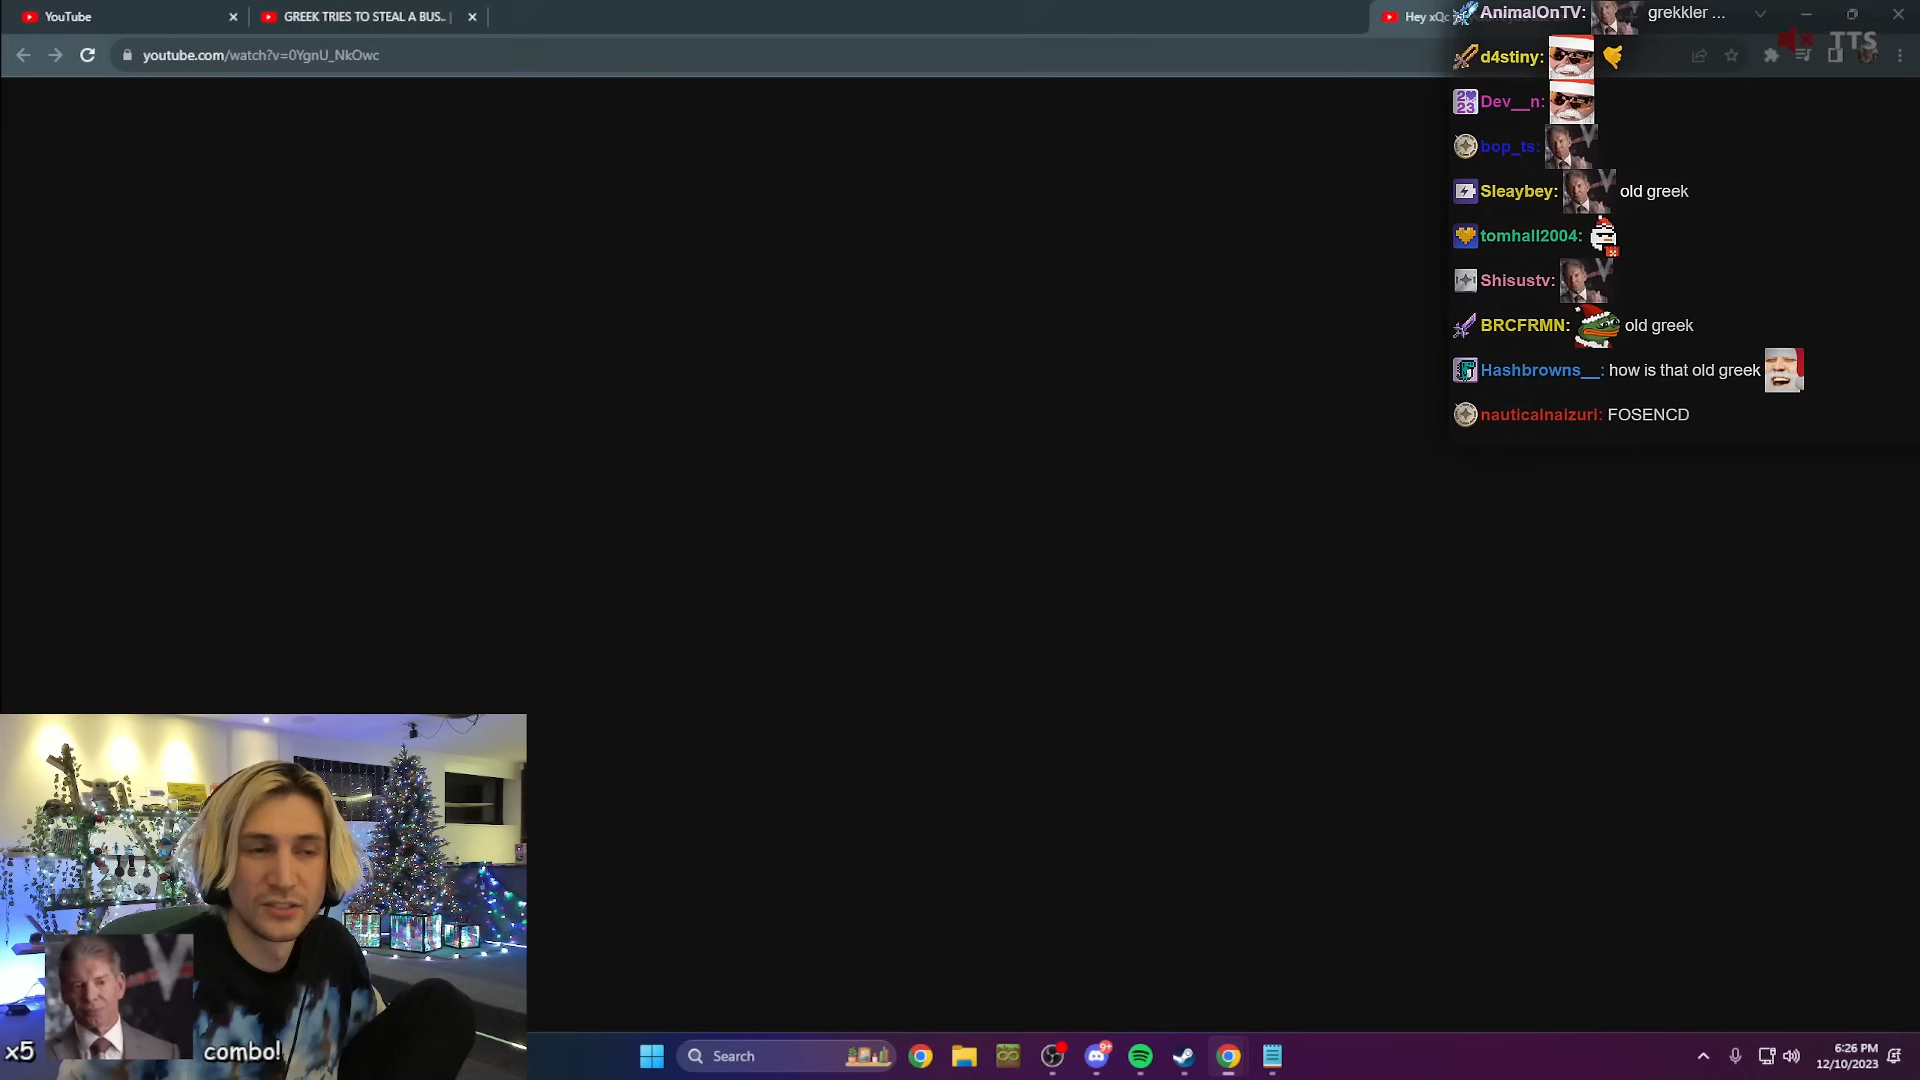 YouTube
GREEK TRIES TO STEAL A BUS..
Hey xQc
youtube.com/watch?v=0YgnU_NkOwc
TTS
AnimalOnTV: grekkler ...
d4stiny:
Dev__n:
bop_ts:
Sleaybey: old greek
tomhall2004:
Shisustv:
BRCFRMN: old greek
Hashbrowns__: how is that old greek
nauticalnaizuri: FOSENCD
x5 combo!
Search
9+
6:26 PM
12/10/2023